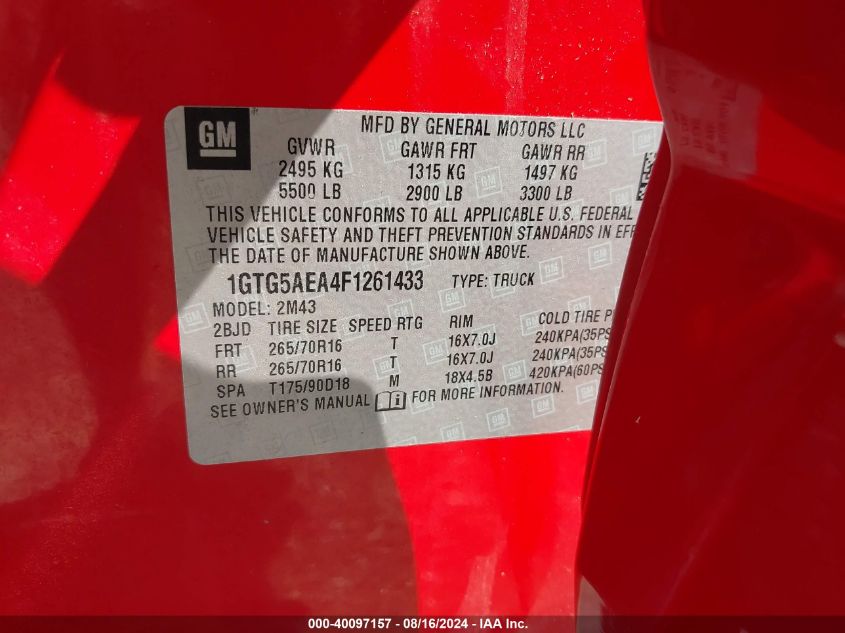 GM
MFD BY GENERAL MOTORS LLC
GVWR GAWR FRT GAWR RR
2495 KG 1315 KG 1497 KG
5500 LB 2900 LB 3300 LB
THIS VEHICLE CONFORMS TO ALL APPLICABLE U.S. FEDERAL
VEHICLE SAFETY AND THEFT PREVENTION STANDARDS IN EFF
THE DATE OF MANUFACTURE SHOWN ABOVE.
1GTG5AEA4F1261433 TYPE: TRUCK
MODEL: 2M43
2BJD TIRE SIZE SPEED RTG RIM COLD TIRE P
FRT 265/70R16 T 16X7.0J 240KPA(35PS
RR 265/70R16 T 16X7.0J 240KPA(35PS
SPA T175/90D18 M 18X4.5B 420KPA(60PS
SEE OWNER'S MANUAL i FOR MORE INFORMATION.
000-40097157 - 08/16/2024 - IAA Inc.